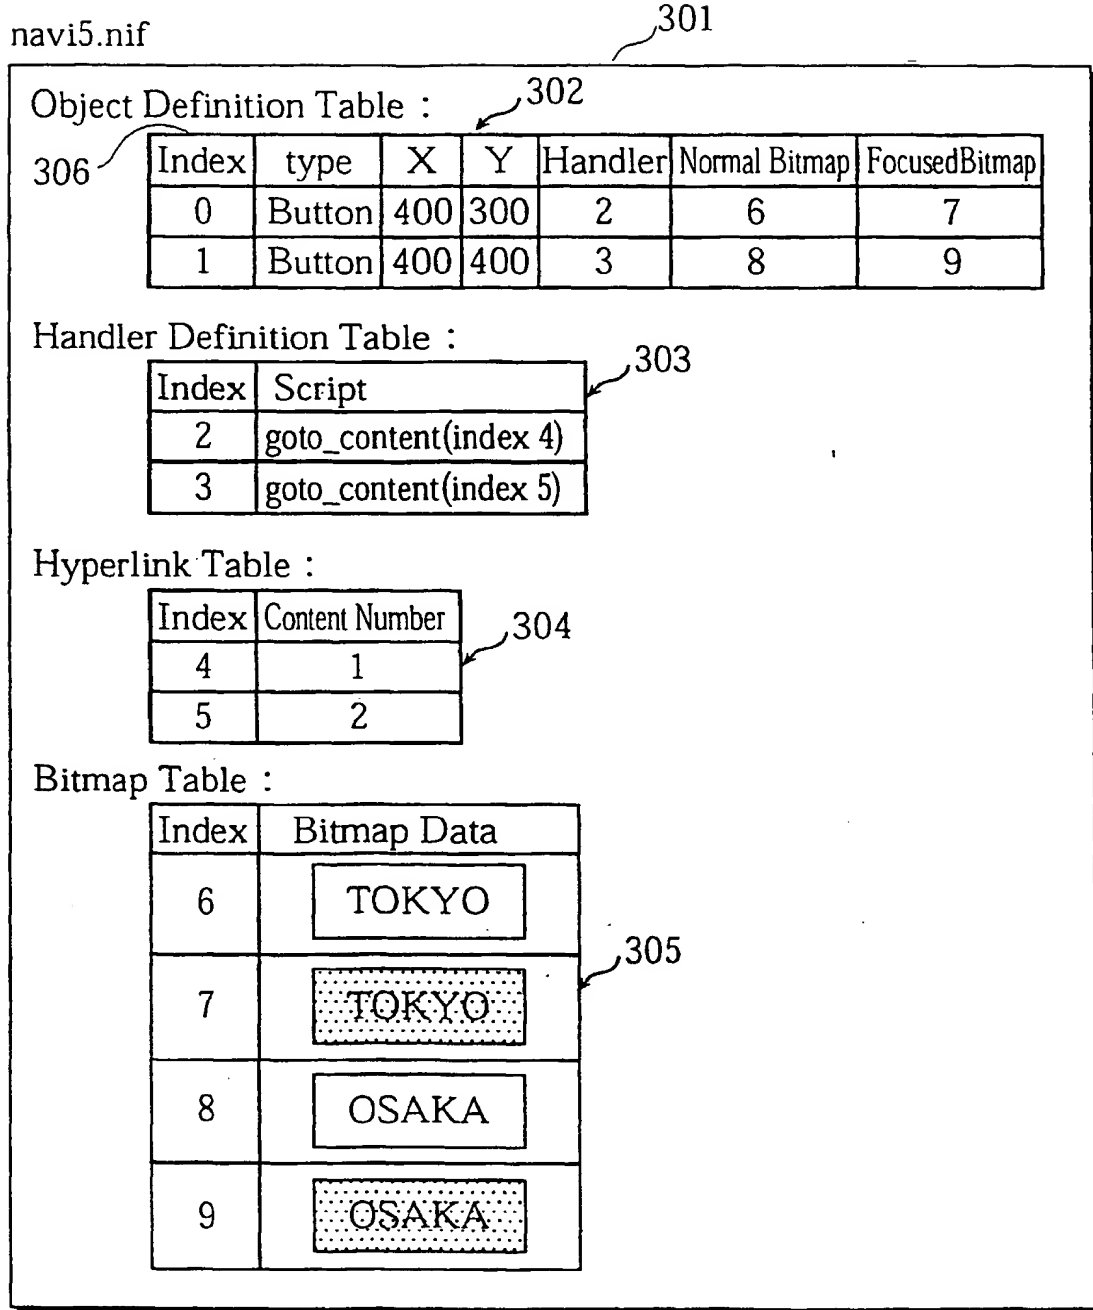 navi5.nif
301
Object Definition Table :
302
306
Index type X Y Handler Normal Bitmap FocusedBitmap
0 Button 400 300 2 6 7
1 Button 400 400 3 8 9
Handler Definition Table :
303
Index Script
2 goto_content(index 4)
3 goto_content(index 5)
Hyperlink Table :
304
Index Content Number
4 1
5 2
Bitmap Table :
305
Index Bitmap Data
6 TOKYO
7 TOKYO
8 OSAKA
9 OSAKA